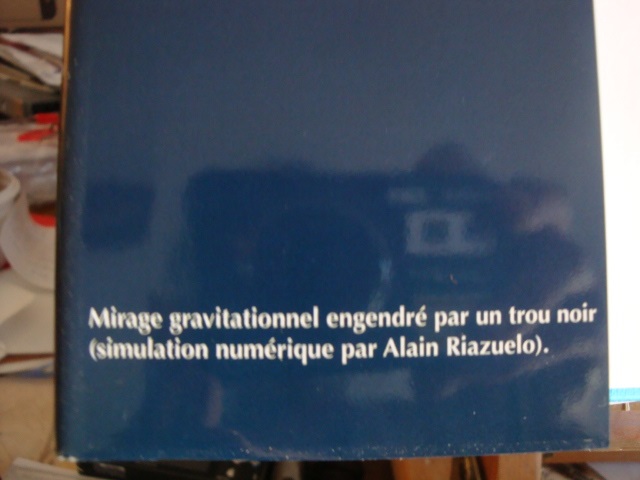 Mirage gravitationnel engendré par un trou noir
(simulation numérique par Alain Riazuelo).